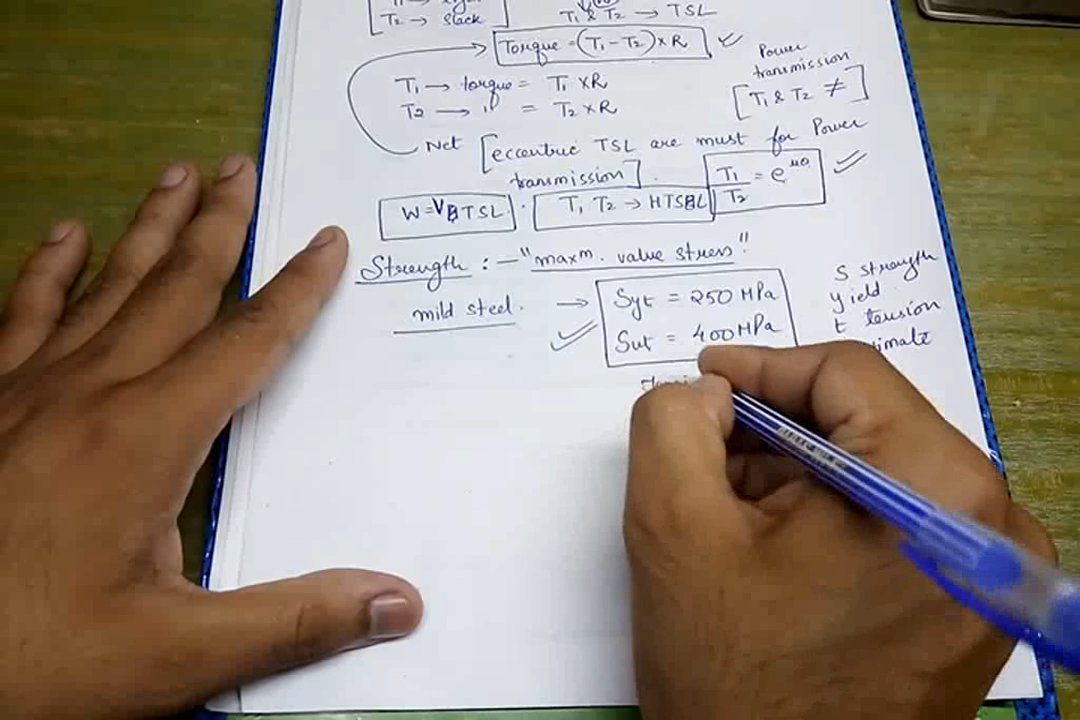 T2 → Slack
T1 & T2 → TSL
Torque = (T1 - T2) × R
T1 → torque = T1 × R
T2 → " = T2 × R
Power
transmission
[T1 & T2 ≠]
Net [eccentric TSL are must for Power
transmission]
T1/T2 = e^μθ
W = VBTSL
T1 T2 → HTSBL
Strength : — "maxm. value stress"
mild steel. → Syt = 250 MPa
Sut = 400 MPa
S strength
yield
t tension